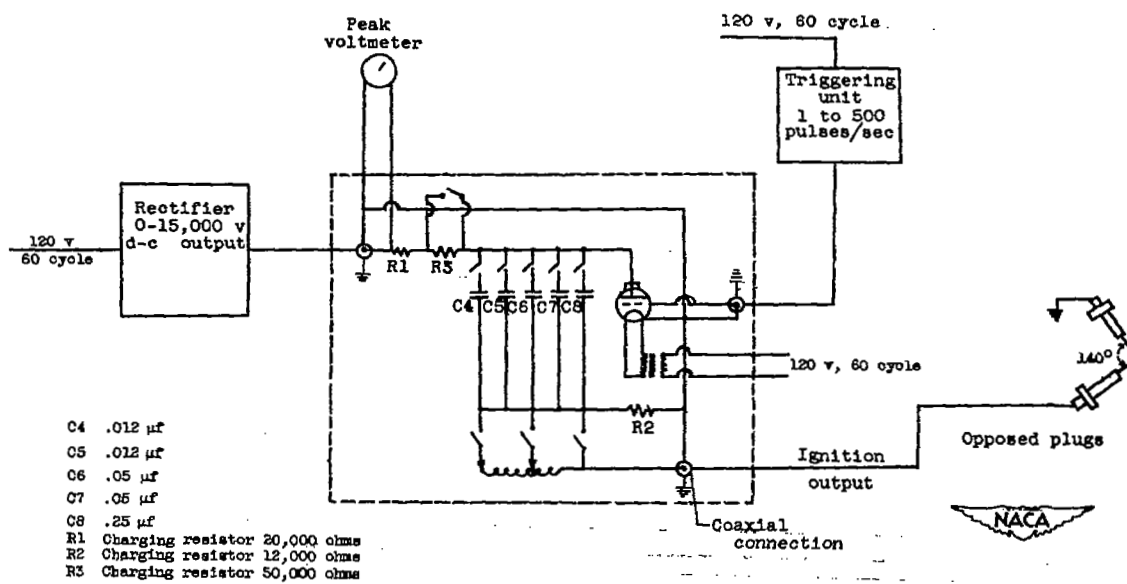 Peak
voltmeter
120 v, 60 cycle
Triggering
unit
1 to 500
pulses/sec
Rectifier
0-15,000 v
d-c output
120 v
60 cycle
R1
R3
C4
C5
C6
C7
C8
120 v, 60 cycle
140°
R2
Opposed plugs
Ignition
output
Coaxial
connection
NACA
C4 .012 µf
C5 .012 µf
C6 .05 µf
C7 .05 µf
C8 .25 µf
R1 Charging resistor 20,000 ohms
R2 Charging resistor 12,000 ohms
R3 Charging resistor 50,000 ohms